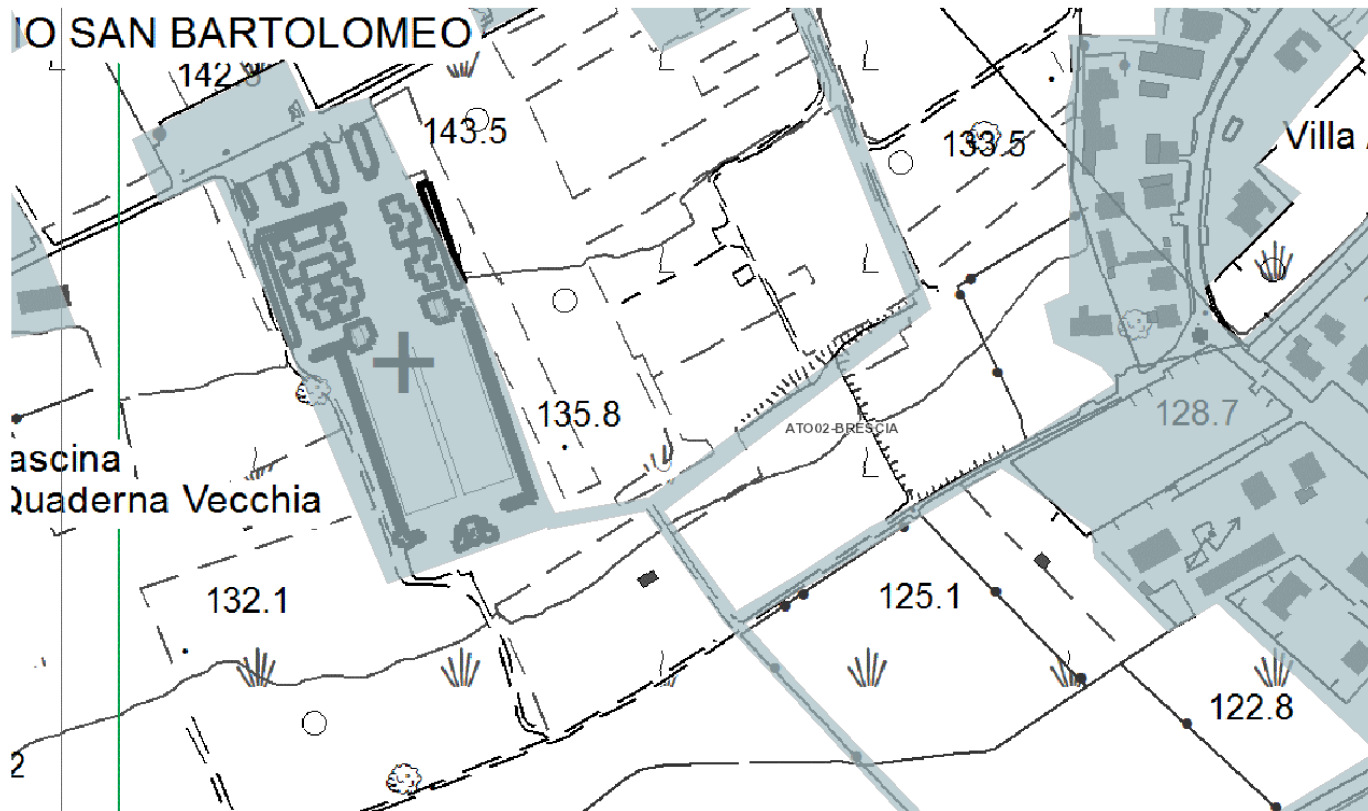 IO SAN BARTOLOMEO
143.5
133.5
Villa
135.8
ATO02-BRESCIA
128.7
ascina
Quaderna Vecchia
132.1
125.1
122.8
2